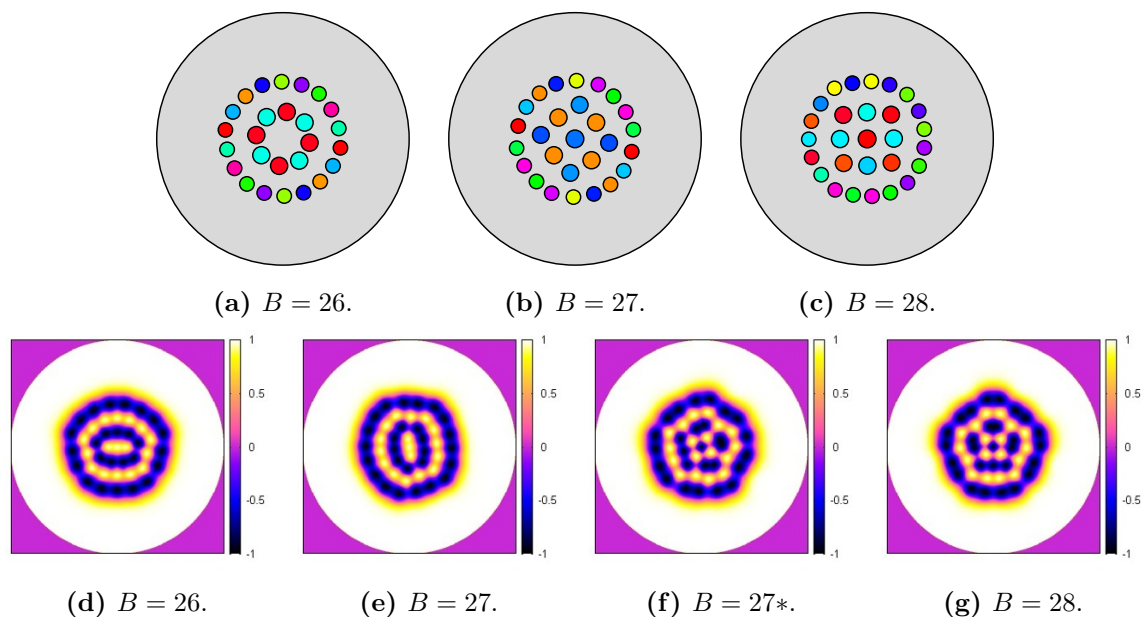 (a) B = 26.
(b) B = 27.
(c) B = 28.
1
0.5
0
-0.5
-1
1
0.5
0
-0.5
-1
1
0.5
0
-0.5
-1
1
0.5
0
-0.5
-1
(d) B = 26.
(e) B = 27.
(f) B = 27∗.
(g) B = 28.